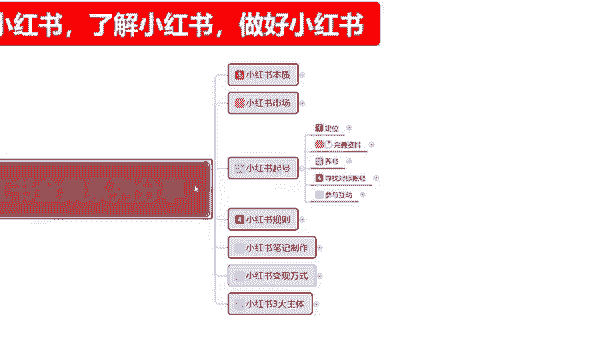 小红书，了解小红书，做好小红书
小红书本质
小红书市场
小红书起号
定位
完善资料
养号
寻找对标账号
参与互动
小红书规则
小红书笔记制作
小红书变现方式
小红书3大主体